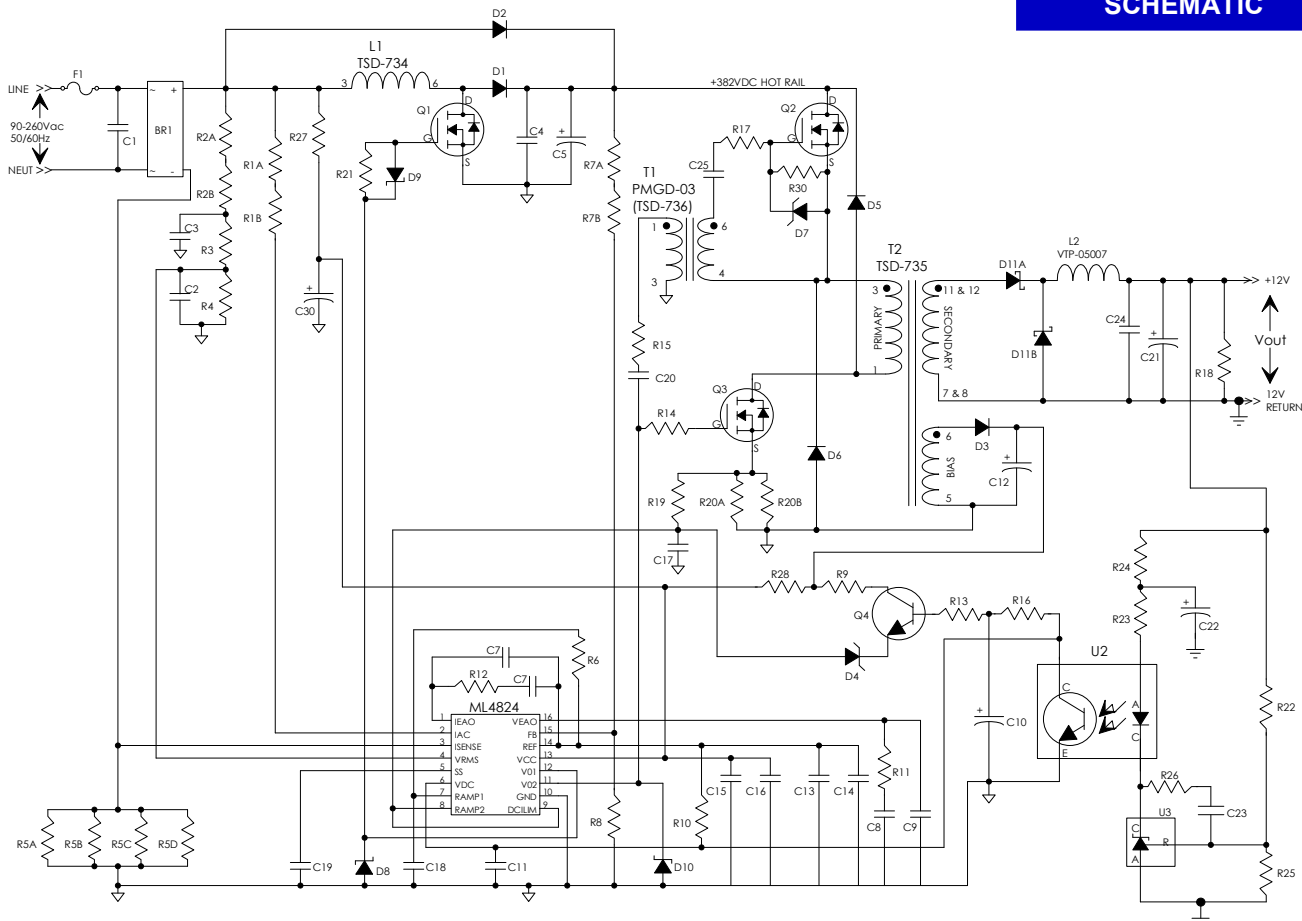 SCHEMATIC
D2
L1
TSD-734
3
6
D1
F1
LINE >>
90-260Vac
50/60Hz
NEUT >>
C1
~ +
BR1
~ -
R2A
R1A
R27
R2B
R1B
C3
R3
C2
R4
C30
Q1
D
G
S
R21
D9
C4
+
C5
+
R7A
R7B
+382VDC HOT RAIL
Q2
D
G
S
R17
C25
R30
D7
D5
T1
PMGD-03
(TSD-736)
1
6
3
4
T2
TSD-735
3
11 & 12
PRIMARY
SECONDARY
1
7 & 8
6
BIAS
5
D11A
L2
VTP-05007
D11B
C24
+
C21
R18
+12V
Vout
12V
RETURN
D3
+
C12
R15
C20
Q3
D
G
S
R14
D6
R19
R20A
R20B
C17
R28
R9
Q4
R13
R16
D4
+
C10
R24
R23
+
C22
U2
C
E
A
C
R22
R26
C23
U3
C
R
A
R25
C7
R12
C7
R6
ML4824
1 IEAO
2 IAC
3 ISENSE
4 VRMS
5 SS
6 VDC
7 RAMP1
8 RAMP2
VEAO 16
FB 15
REF 14
VCC 13
V01 12
V02 11
GND 10
DCILIM 9
R5A
R5B
R5C
R5D
C19
D8
C18
C11
R8
D10
R10
C15
C16
C13
C14
R11
C8
C9